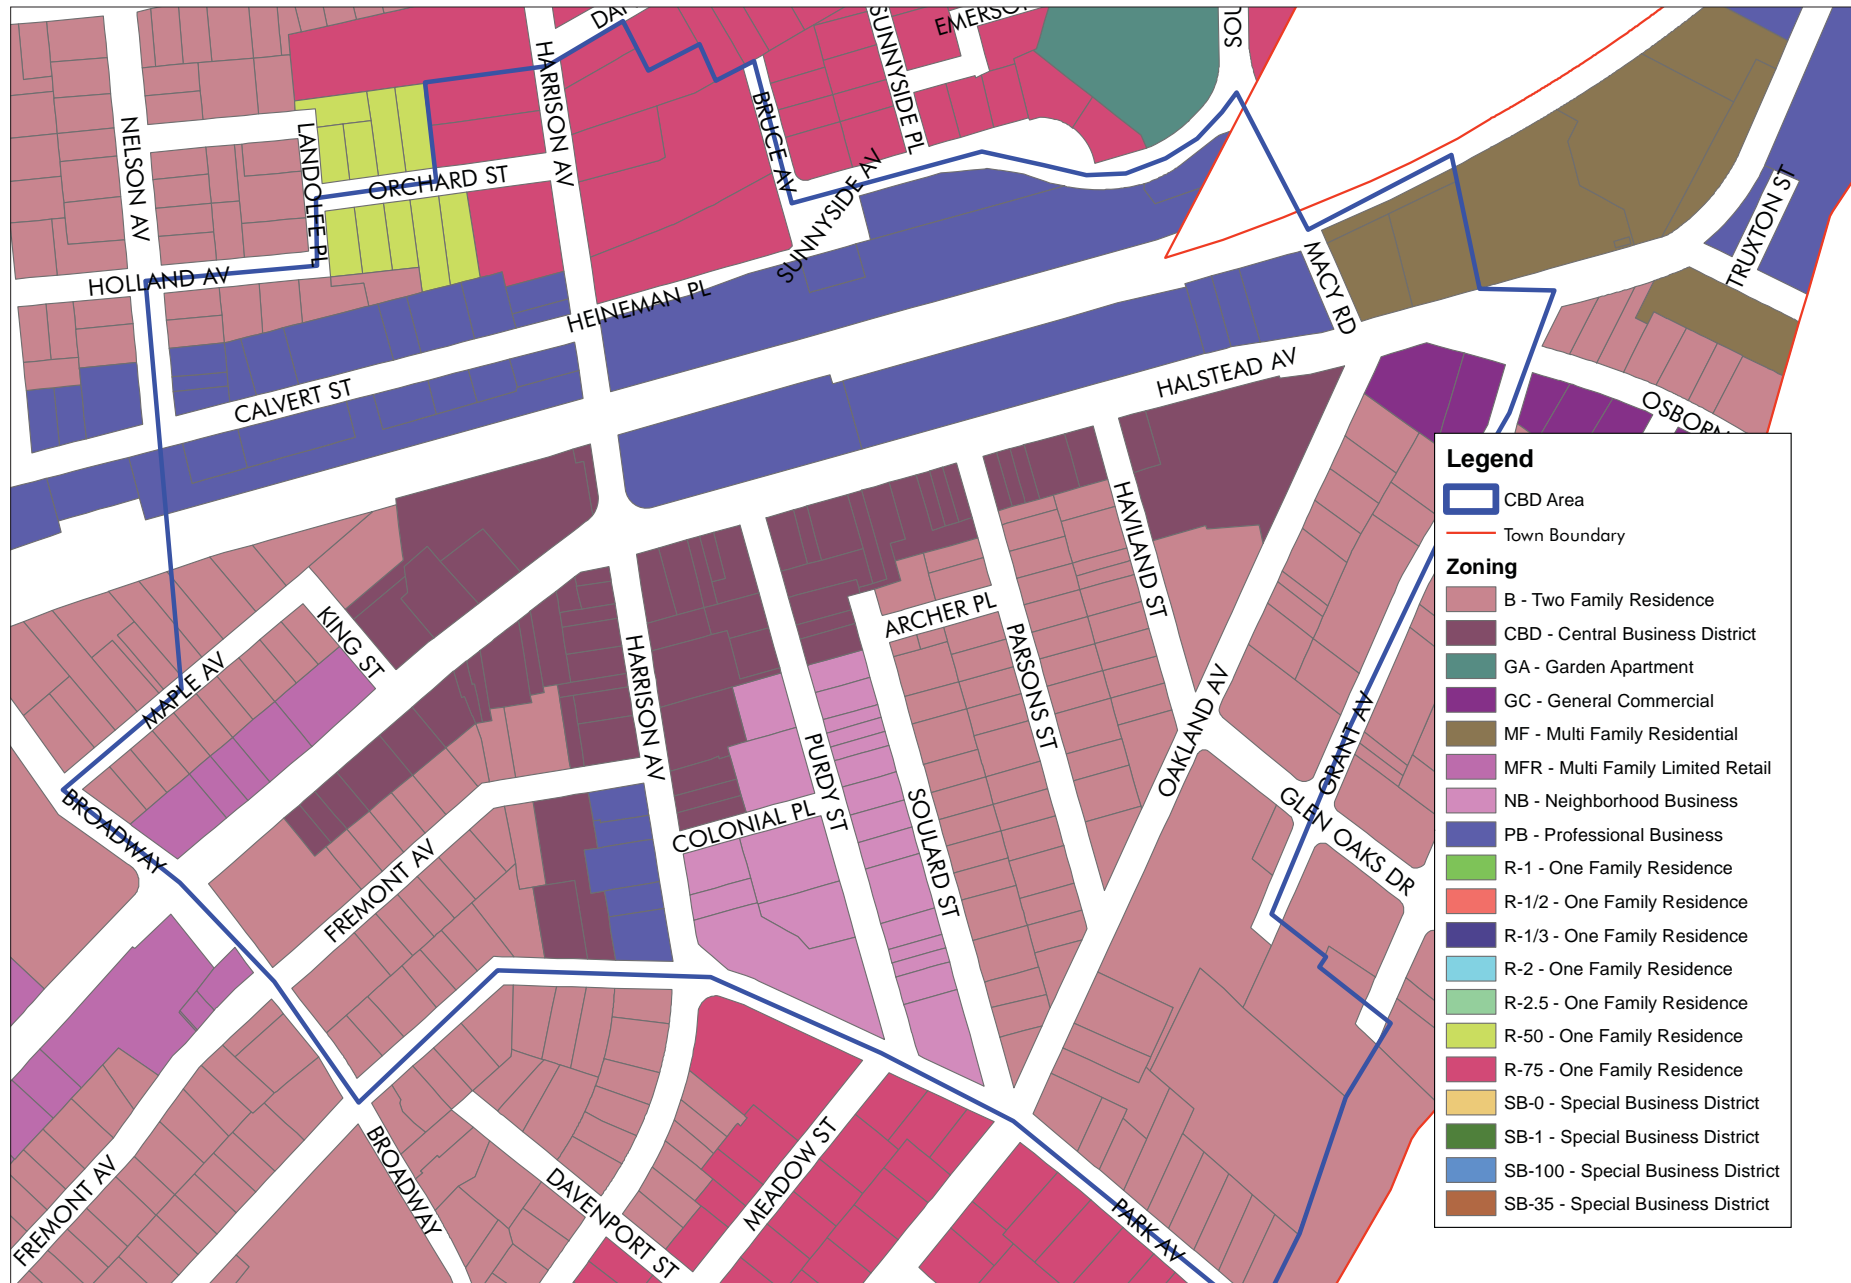 EMERSON
HARRISON AV
SUNNYSIDE PL
NELSON AV
LANDOLFE PL
BRUCE AV
ORCHARD ST
SUNNYSIDE AV
TRUXTON ST
HOLLAND AV
MACY RD
HEINEMAN PL
CALVERT ST
HALSTEAD AV
OSBORN
HAVILAND ST
KING ST
ARCHER PL
PARSONS ST
MAPLE AV
HARRISON AV
OAKLAND AV
GRANT AV
PURDY ST
BROADWAY
COLONIAL PL
SOULARD ST
GLEN OAKS DR
FREMONT AV
BROADWAY
FREMONT AV
DAVENPORT ST
MEADOW ST
PARK AV
Legend
CBD Area
Town Boundary
Zoning
B - Two Family Residence
CBD - Central Business District
GA - Garden Apartment
GC - General Commercial
MF - Multi Family Residential
MFR - Multi Family Limited Retail
NB - Neighborhood Business
PB - Professional Business
R-1 - One Family Residence
R-1/2 - One Family Residence
R-1/3 - One Family Residence
R-2 - One Family Residence
R-2.5 - One Family Residence
R-50 - One Family Residence
R-75 - One Family Residence
SB-0 - Special Business District
SB-1 - Special Business District
SB-100 - Special Business District
SB-35 - Special Business District